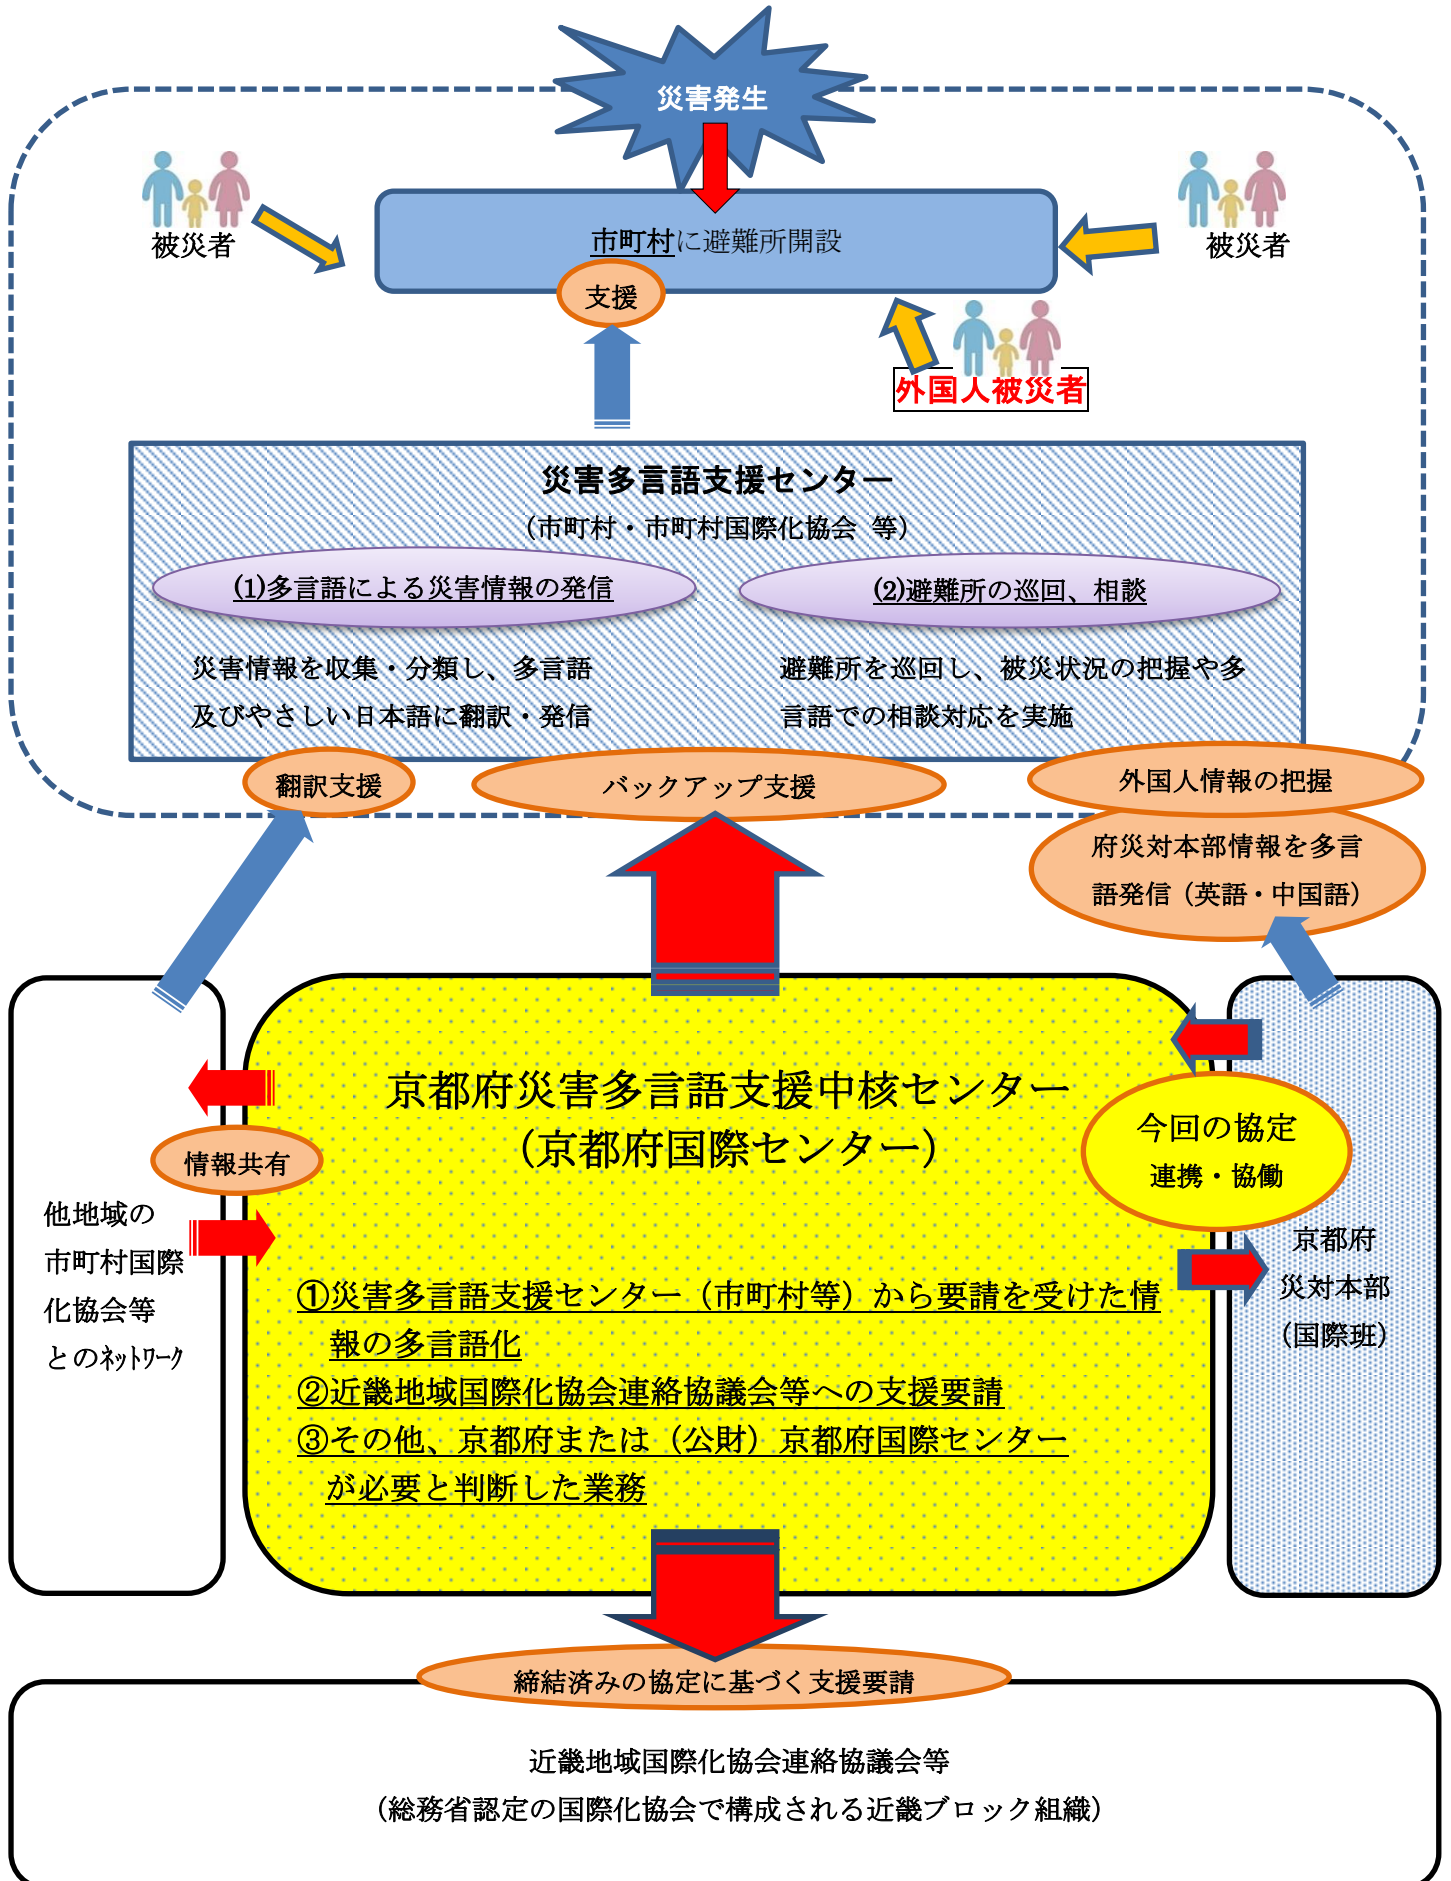 災害発生
被災者
被災者
市町村に避難所開設
支援
外国人被災者
災害多言語支援センター
（市町村・市町村国際化協会 等）
(1)多言語による災害情報の発信
(2)避難所の巡回、相談
災害情報を収集・分類し、多言語
及びやさしい日本語に翻訳・発信
避難所を巡回し、被災状況の把握や多
言語での相談対応を実施
翻訳支援
バックアップ支援
外国人情報の把握
府災対本部情報を多言
語発信（英語・中国語）
京都府災害多言語支援中核センター
（京都府国際センター）
今回の協定
連携・協働
情報共有
他地域の
市町村国際
化協会等
とのﾈｯﾄﾜｰｸ
京都府
災対本部
（国際班）
①災害多言語支援センター（市町村等）から要請を受けた情
報の多言語化
②近畿地域国際化協会連絡協議会等への支援要請
③その他、京都府または（公財）京都府国際センター
が必要と判断した業務
締結済みの協定に基づく支援要請
近畿地域国際化協会連絡協議会等
（総務省認定の国際化協会で構成される近畿ブロック組織）